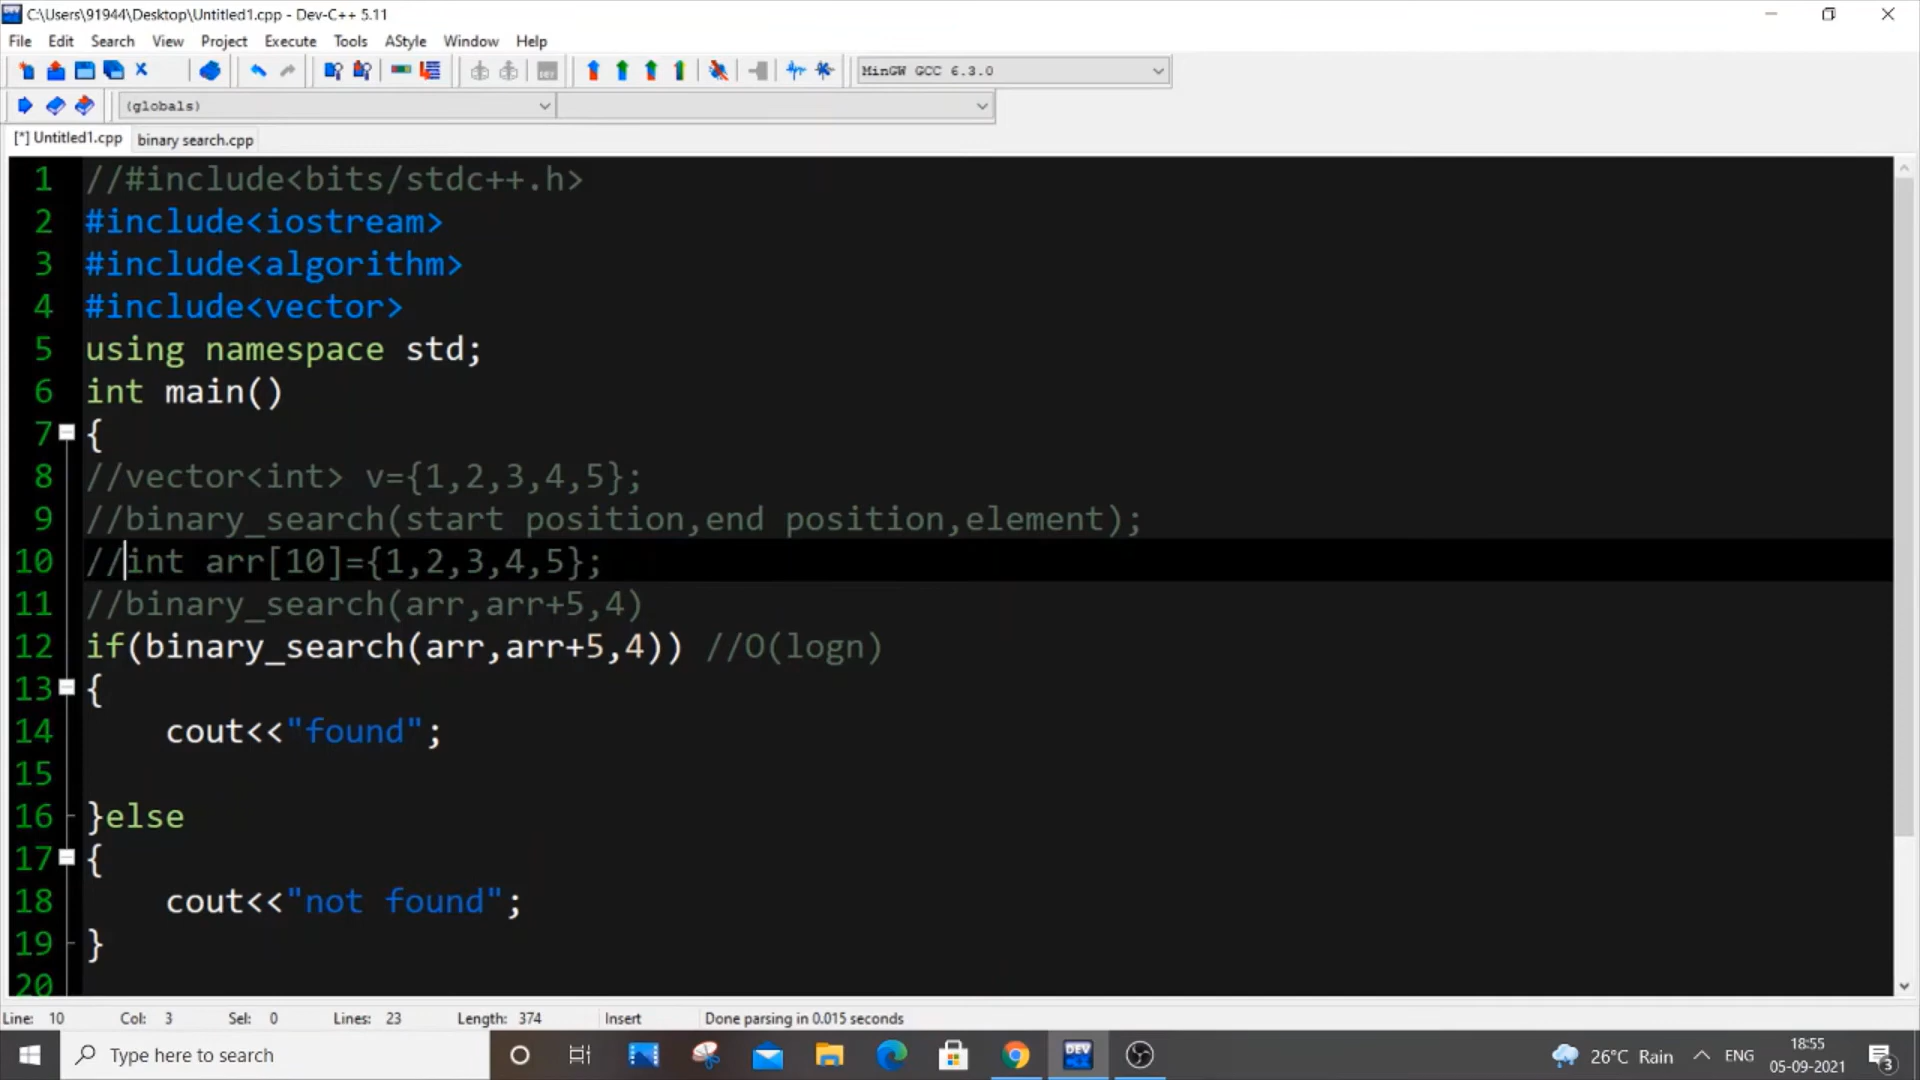 C:\Users\91944\Desktop\Untitled1.cpp - Dev-C++ 5.11
File Edit Search View Project Execute Tools AStyle Window Help
MinGW GCC 6.3.0
(globals)
[*] Untitled1.cpp binary search.cpp
1 //#include<bits/stdc++.h>
2 #include<iostream>
3 #include<algorithm>
4 #include<vector>
5 using namespace std;
6 int main()
7 {
8 //vector<int> v={1,2,3,4,5};
9 //binary_search(start position,end position,element);
10 //int arr[10]={1,2,3,4,5};
11 //binary_search(arr,arr+5,4)
12 if(binary_search(arr,arr+5,4)) //O(logn)
13 {
14 cout<<"found";
15
16 }else
17 {
18 cout<<"not found";
19 }
20
Line: 10 Col: 3 Sel: 0 Lines: 23 Length: 374 Insert Done parsing in 0.015 seconds
Type here to search
DEV
26°C Rain
ENG
18:55
05-09-2021
3